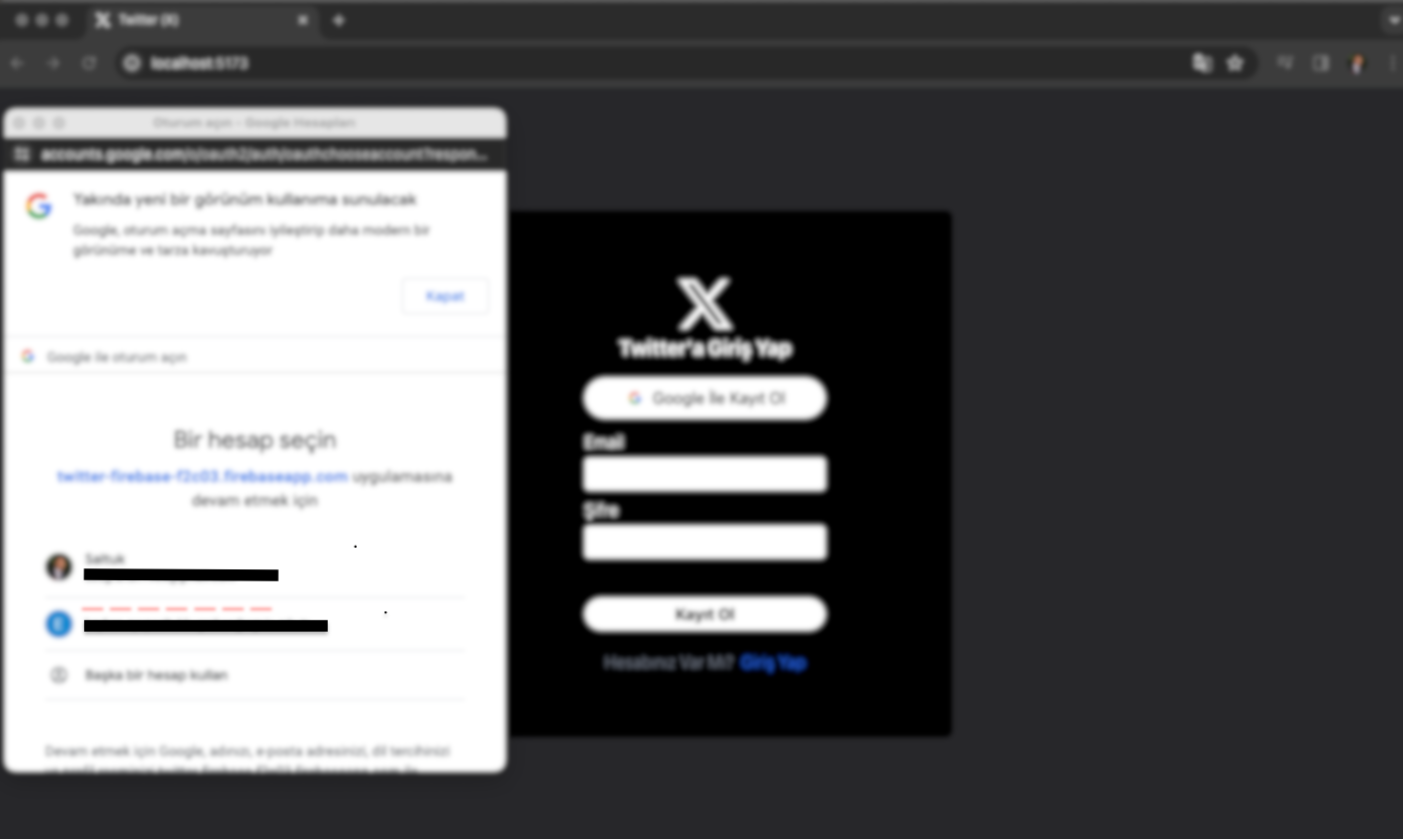 Twitter (X)
localhost:5173
Oturum açın - Google Hesapları
accounts.google.com/o/oauth2/auth/oauthchooseaccount?respon...
Yakında yeni bir görünüm kullanıma sunulacak
Google, oturum açma sayfasını iyileştirip daha modern bir
görünüme ve tarza kavuşturuyor
Kapat
Google ile oturum açın
Bir hesap seçin
twitter-firebase-f2c03.firebaseapp.com uygulamasına
devam etmek için
Saltuk
E
Başka bir hesap kullan
Devam etmek için Google, adınızı, e-posta adresinizi, dil tercihinizi
X
Twitter'a Giriş Yap
Google İle Kayıt Ol
Email
Şifre
Kayıt Ol
Hesabınız Var Mı? Giriş Yap